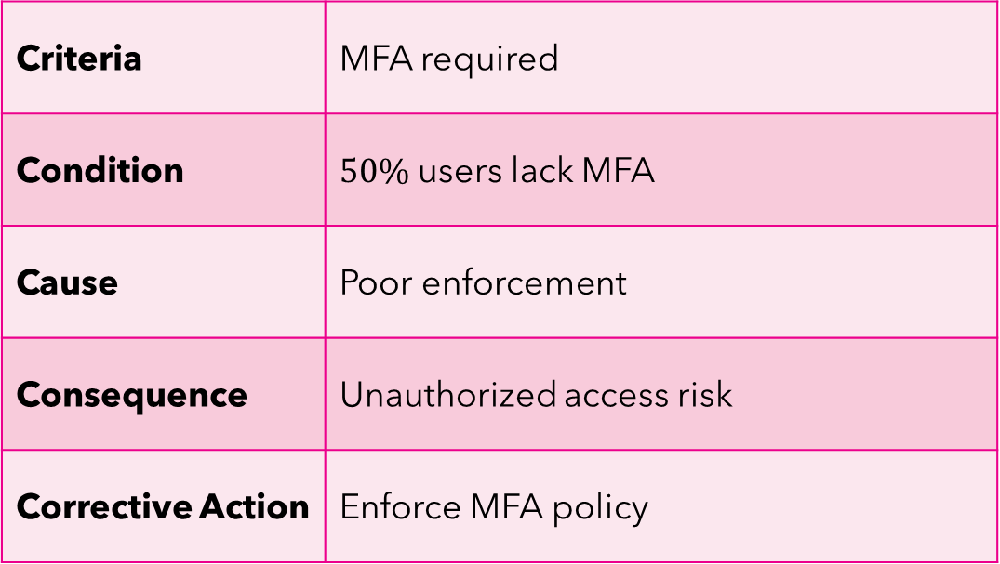 Criteria MFA required
Condition 50% users lack MFA
Cause Poor enforcement
Consequence Unauthorized access risk
Corrective Action Enforce MFA policy